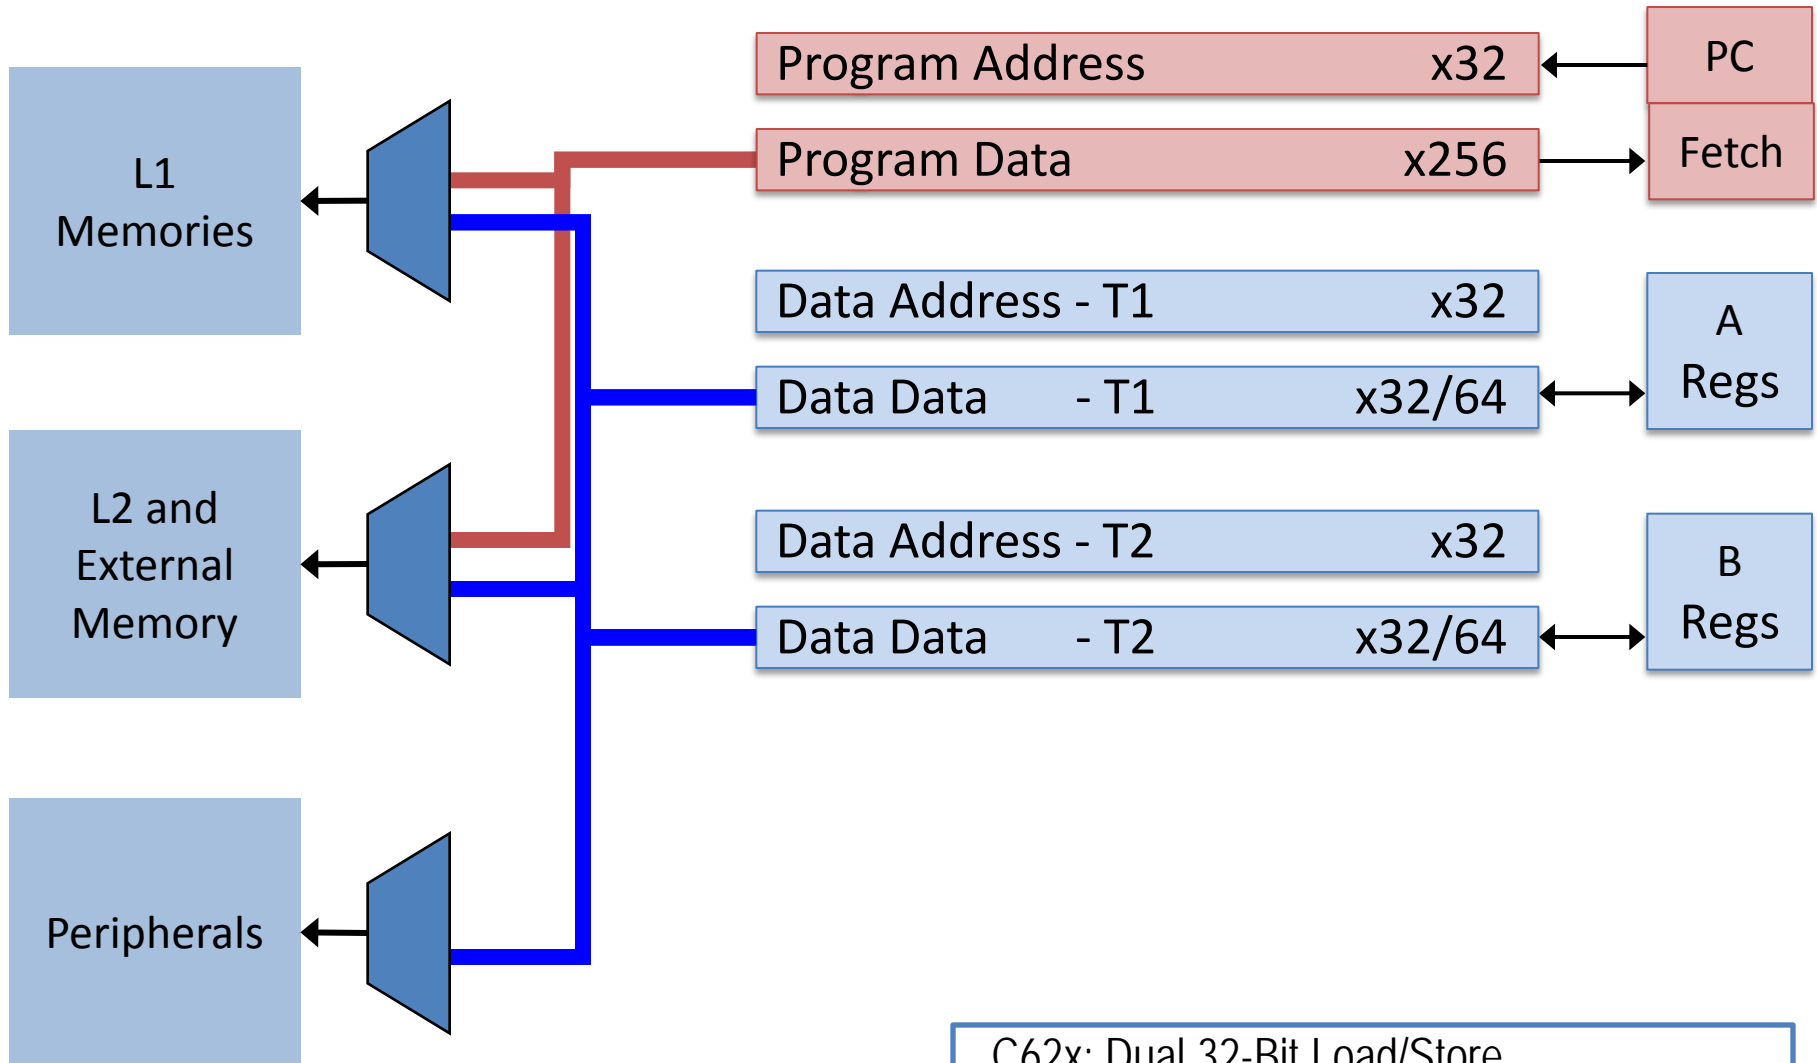 Program Address x32
PC
Program Data x256
Fetch
L1
Memories
Data Address - T1 x32
Data Data - T1 x32/64
A
Regs
L2 and
External
Memory
Data Address - T2 x32
Data Data - T2 x32/64
B
Regs
Peripherals
C62x: Dual 32-Bit Load/Store